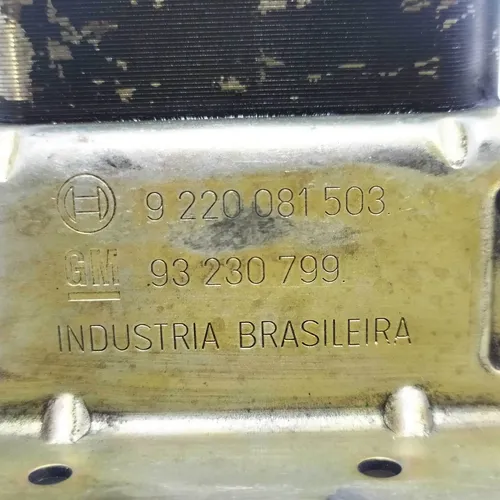 9 220 081 503.
GM .93 230 799.
INDUSTRIA BRASILEIRA